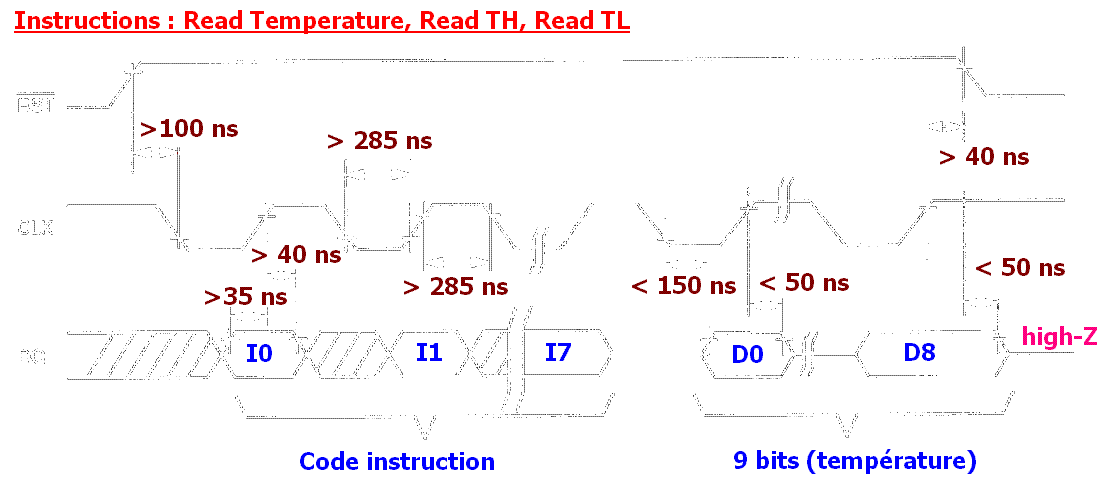 Instructions : Read Temperature, Read TH, Read TL
RST
>100 ns
> 285 ns
> 40 ns
CLK
> 40 ns
> 285 ns
< 150 ns
< 50 ns
< 50 ns
>35 ns
DQ
I0
I1
I7
D0
D8
high-Z
Code instruction
9 bits (température)